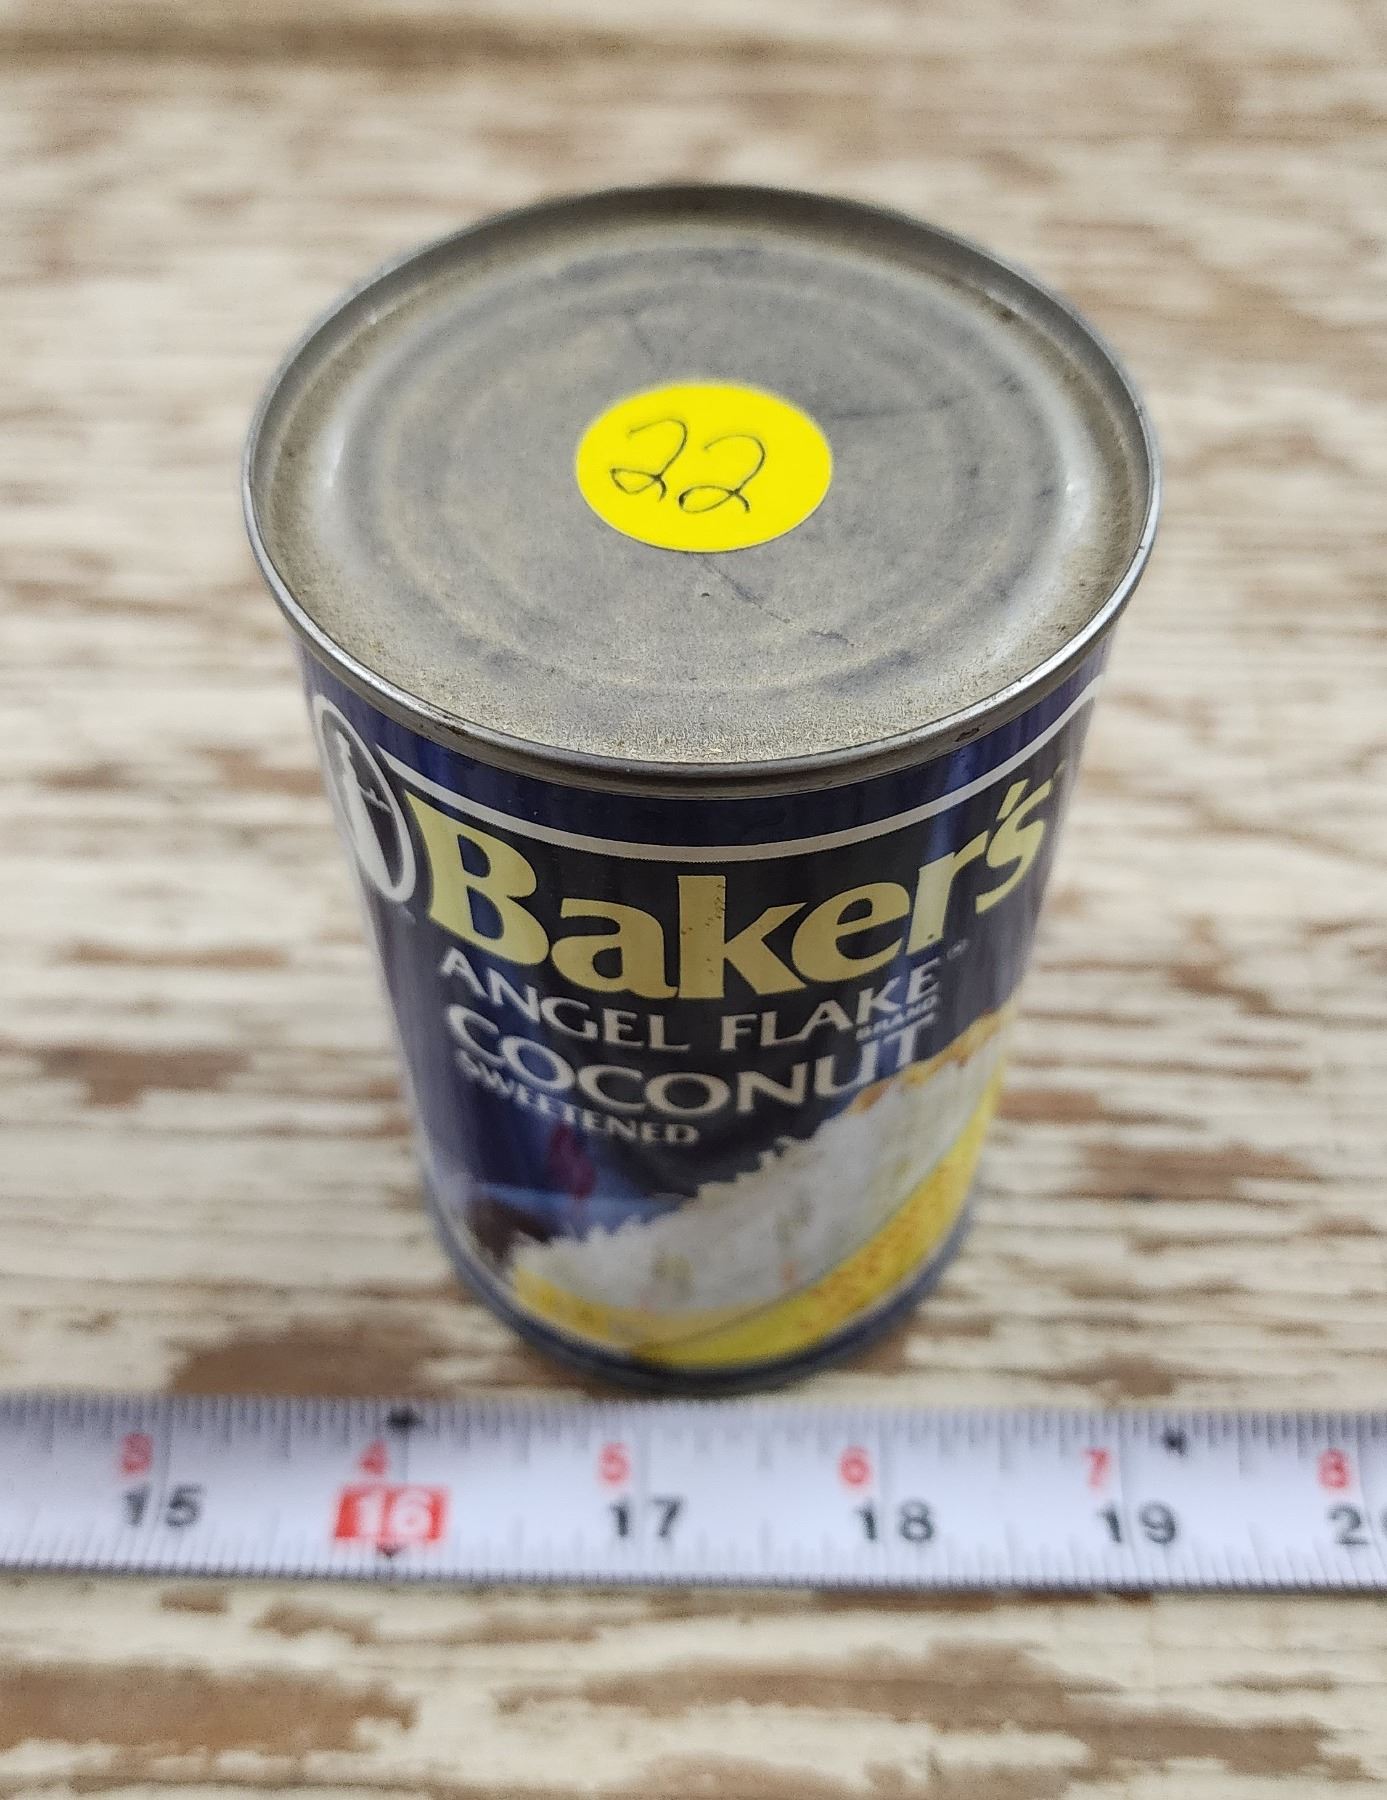 22
Baker's
ANGEL FLAKE
BRAND
COCONUT
SWEETENED
3 4 5 6 7 8
15 16 17 18 19